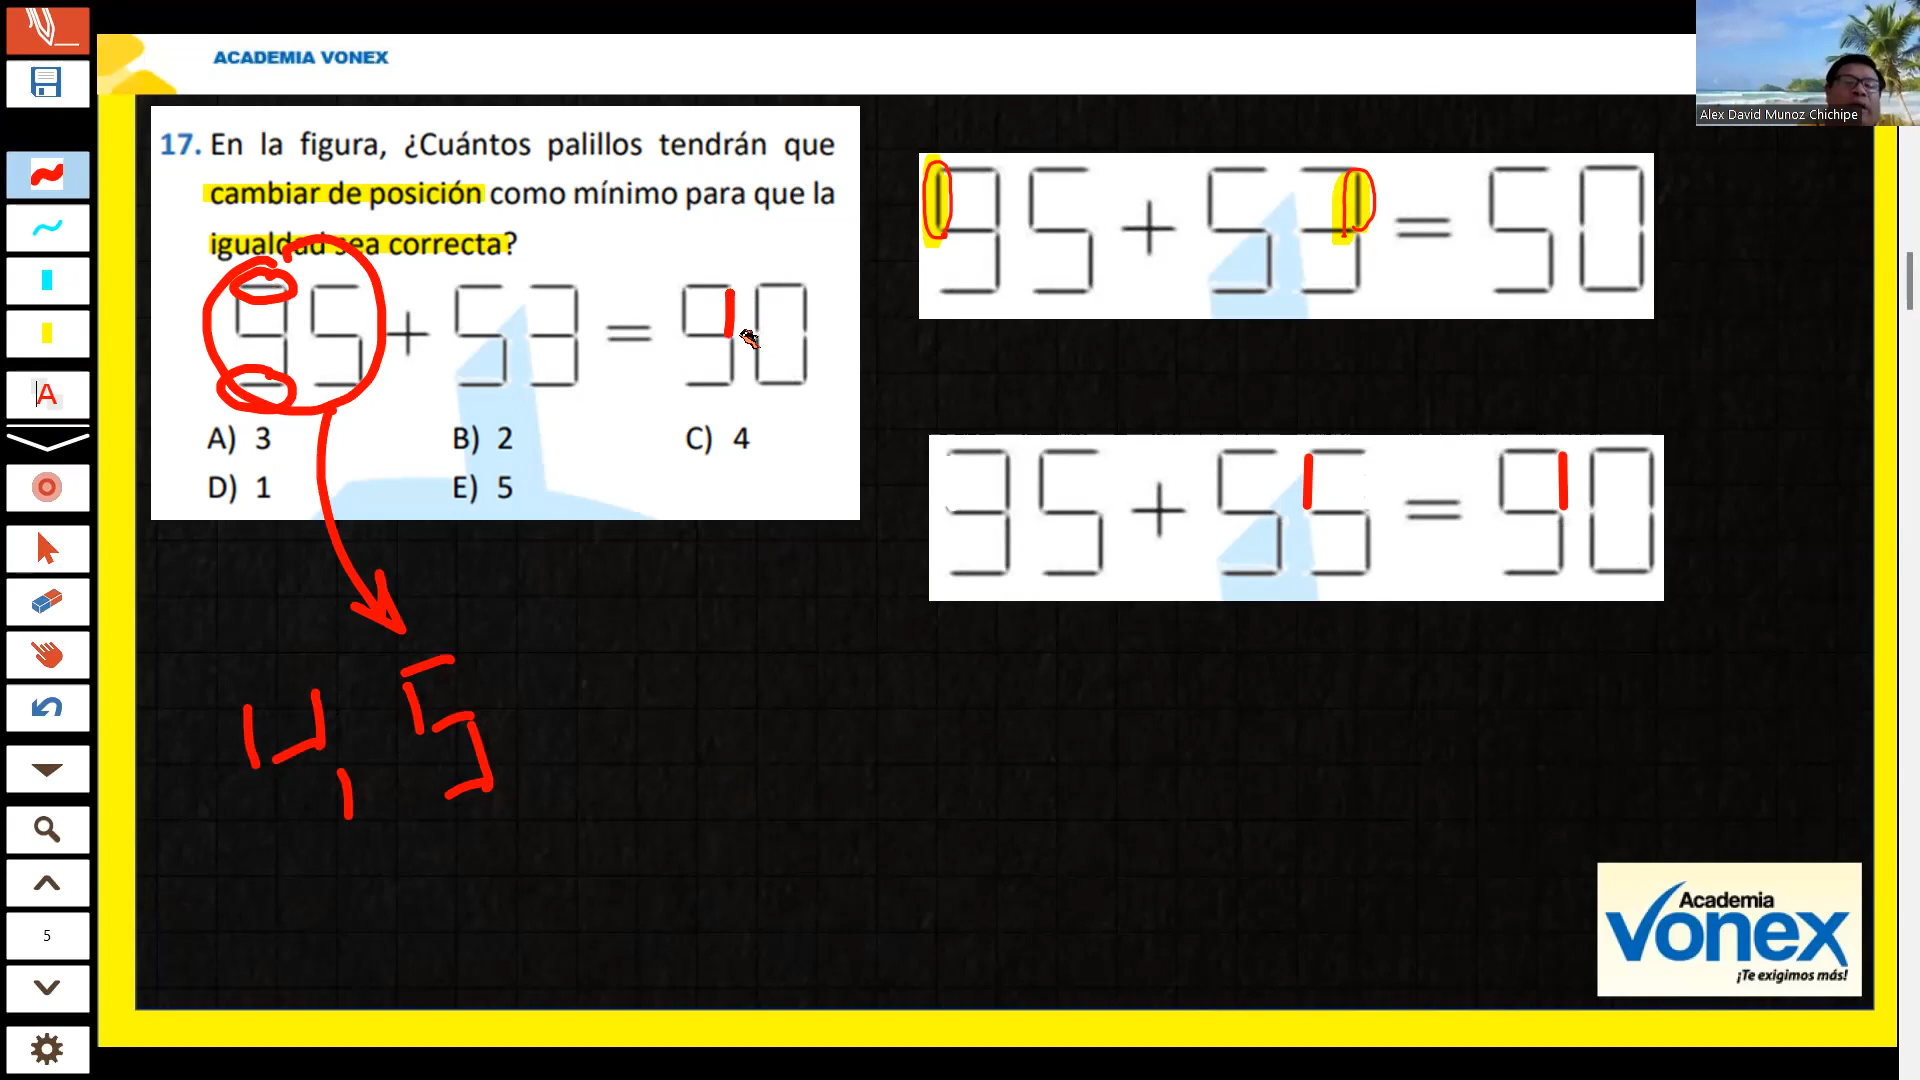 ACADEMIA VONEX
Alex David Munoz Chichipe
17. En la figura, ¿Cuántos palillos tendrán que
cambiar de posición como mínimo para que la
igualdad sea correcta?
95 + 53 = 90
A) 3 B) 2 C) 4
D) 1 E) 5
95 + 53 = 50
35 + 55 = 90
45
A
5
Academia
Vonex
¡Te exigimos más!